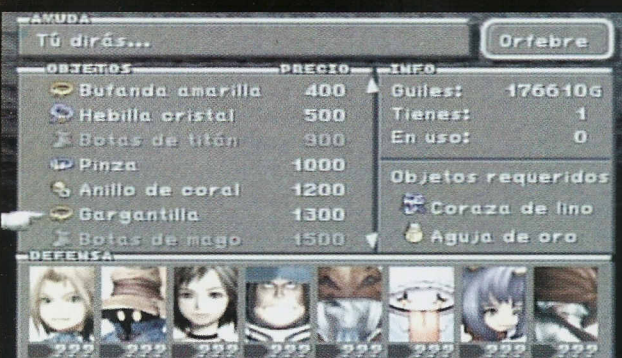 AYUDA
Tú dirás...
Orfebre
OBJETOS PRECIO
Bufanda amarilla 400
Hebilla cristal 500
Botas de titán 900
Pinza 1000
Anillo de coral 1200
Gargantilla 1300
Botas de mago 1500
INFO
Guiles: 176610G
Tienes: 1
En uso: 0
Objetos requeridos
Coraza de lino
Aguja de oro
DEFENSA
??? ??? ??? ??? ??? ??? ??? ???